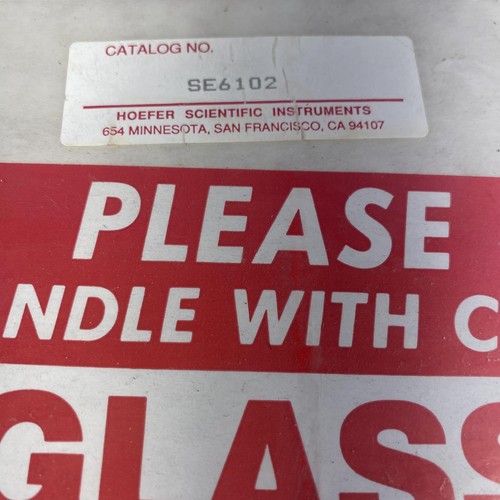 CATALOG NO.
SE6102
HOEFER SCIENTIFIC INSTRUMENTS
654 MINNESOTA, SAN FRANCISCO, CA 94107
PLEASE
NDLE WITH C
GLASS